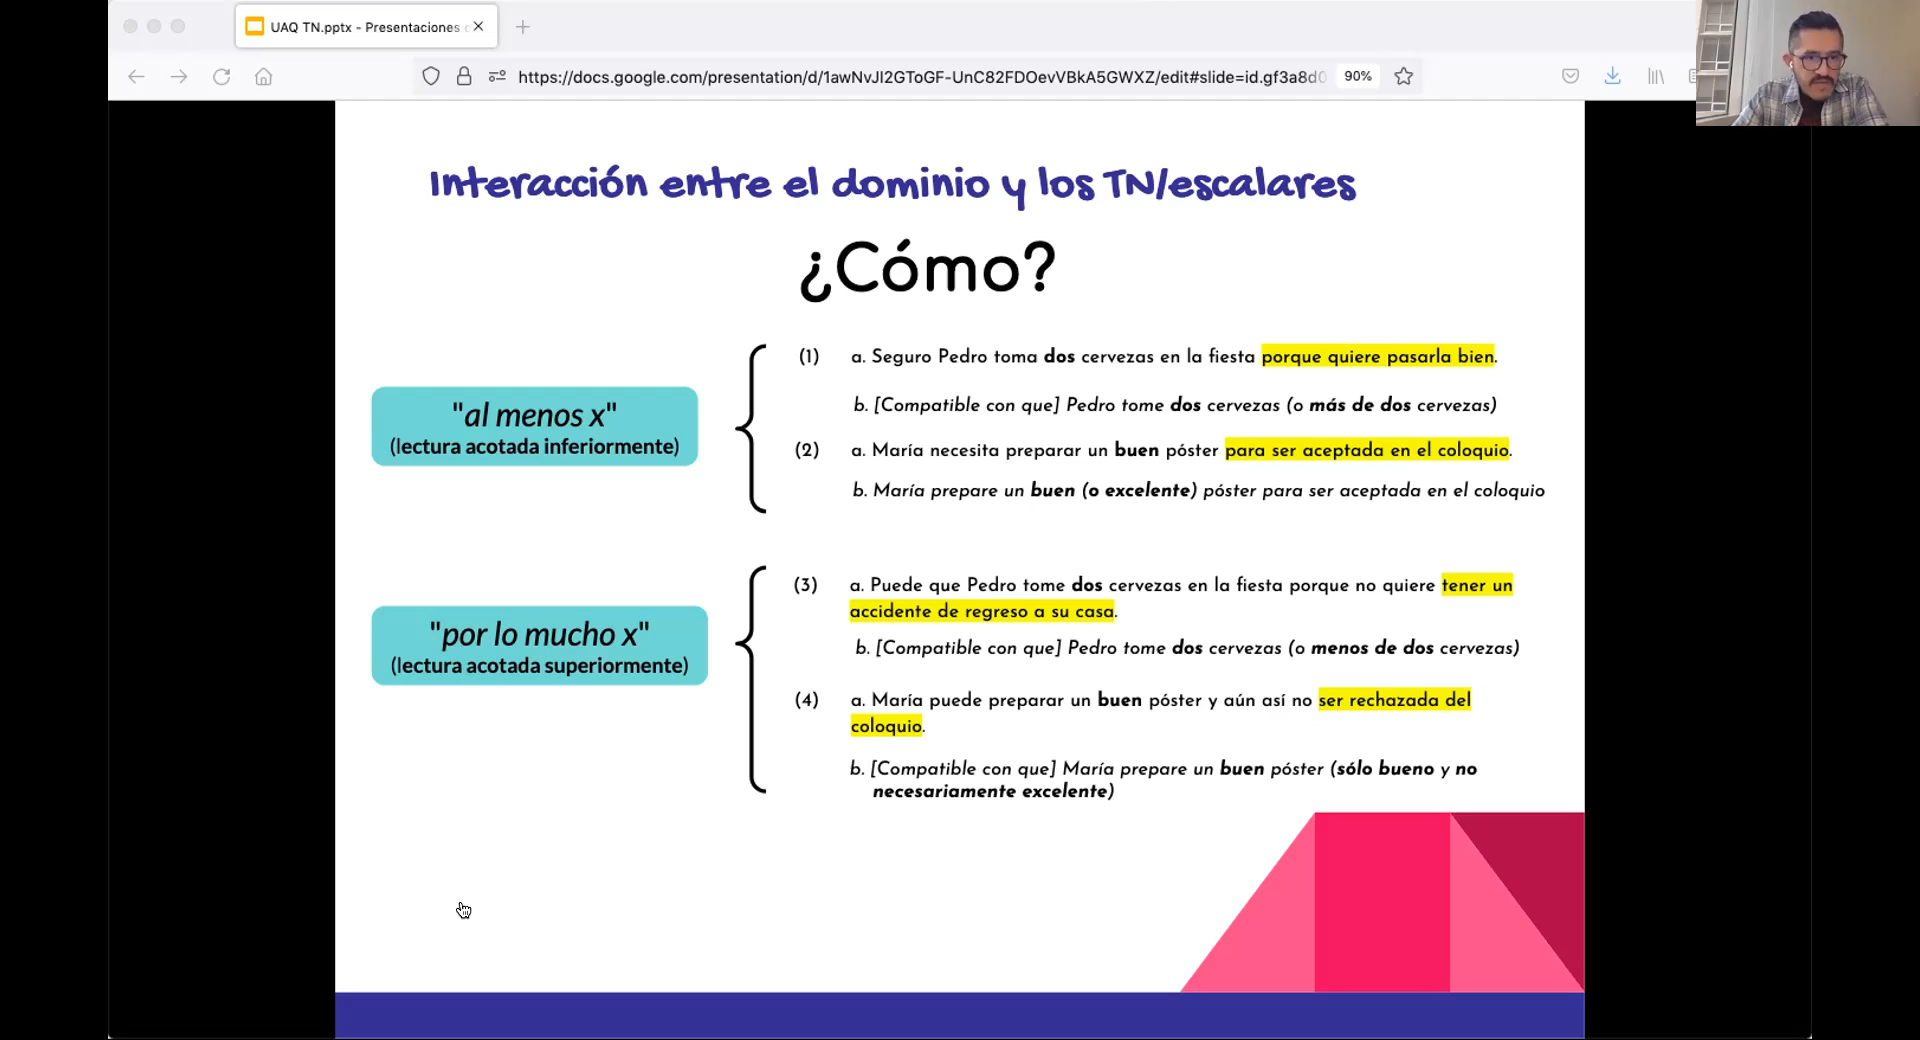 UAQ TN.pptx - Presentaciones
https://docs.google.com/presentation/d/1awNvJI2GToGF-UnC82FDOevVBkA5GWXZ/edit#slide=id.gf3a8d0
90%
Interacción entre el dominio y los TN/escalares
¿Cómo?
"al menos x"
(lectura acotada inferiormente)
(1) a. Seguro Pedro toma dos cervezas en la fiesta porque quiere pasarla bien.
b. [Compatible con que] Pedro tome dos cervezas (o más de dos cervezas)
(2) a. María necesita preparar un buen póster para ser aceptada en el coloquio.
b. María prepare un buen (o excelente) póster para ser aceptada en el coloquio
"por lo mucho x"
(lectura acotada superiormente)
(3) a. Puede que Pedro tome dos cervezas en la fiesta porque no quiere tener un
accidente de regreso a su casa.
b. [Compatible con que] Pedro tome dos cervezas (o menos de dos cervezas)
(4) a. María puede preparar un buen póster y aún así no ser rechazada del
coloquio.
b. [Compatible con que] María prepare un buen póster (sólo bueno y no
necesariamente excelente)